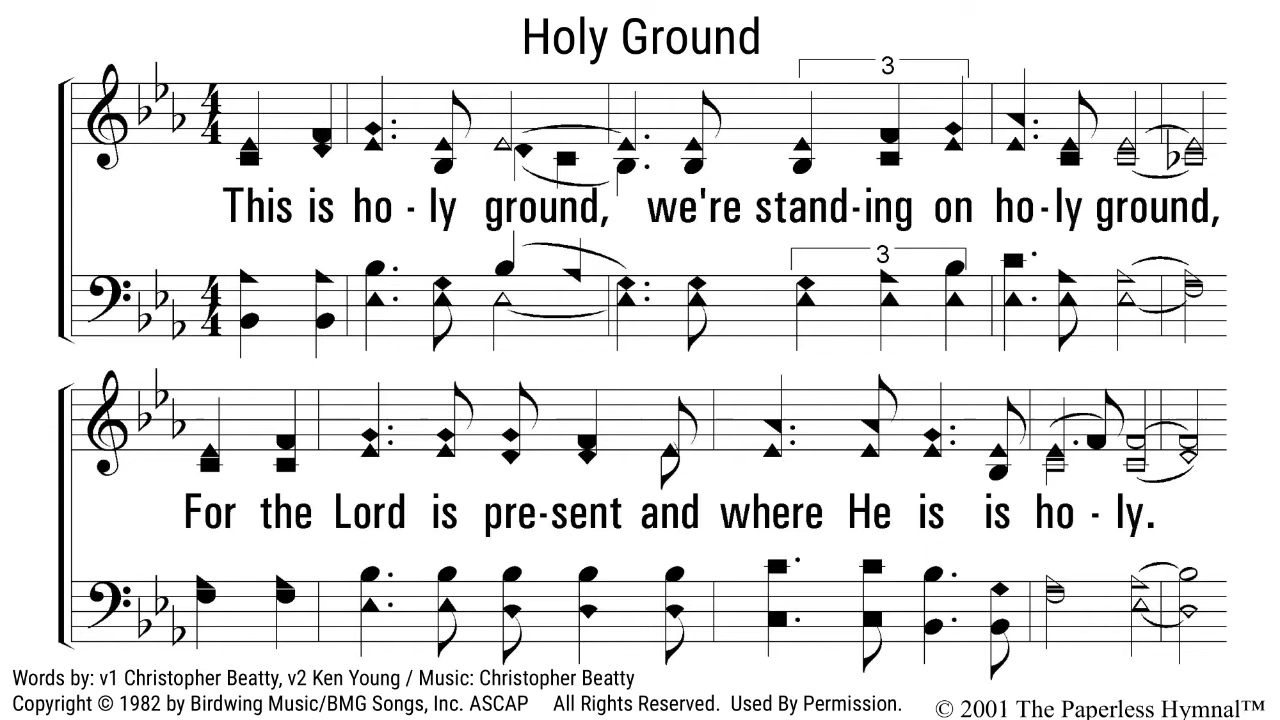 Holy Ground
3
This is ho - ly ground, we're stand-ing on ho-ly ground,
3
For the Lord is pre-sent and where He is is ho - ly.
Words by: v1 Christopher Beatty, v2 Ken Young / Music: Christopher Beatty
Copyright © 1982 by Birdwing Music/BMG Songs, Inc. ASCAP All Rights Reserved. Used By Permission.
© 2001 The Paperless Hymnal™